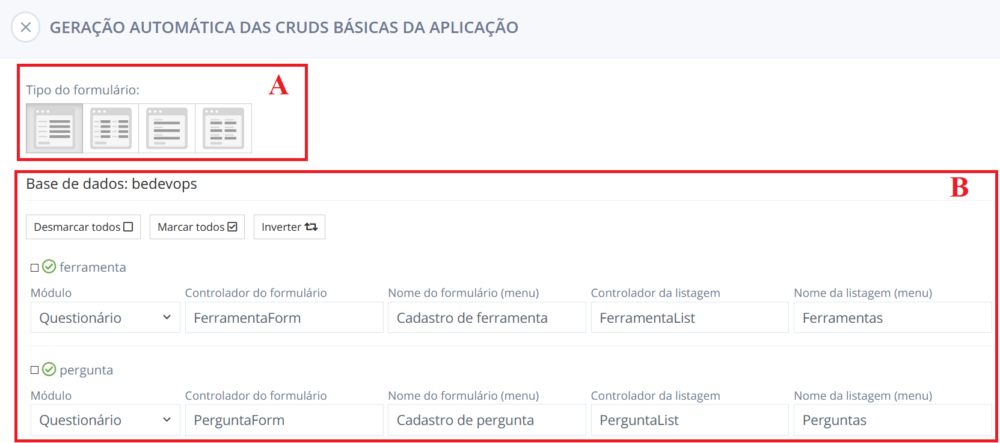 GERAÇÃO AUTOMÁTICA DAS CRUDS BÁSICAS DA APLICAÇÃO
A
Tipo do formulário:
Base de dados: bedevops
B
Desmarcar todos Marcar todos Inverter
ferramenta
Módulo Controlador do formulário Nome do formulário (menu) Controlador da listagem Nome da listagem (menu)
Questionário FerramentaForm Cadastro de ferramenta FerramentaList Ferramentas
pergunta
Módulo Controlador do formulário Nome do formulário (menu) Controlador da listagem Nome da listagem (menu)
Questionário PerguntaForm Cadastro de pergunta PerguntaList Perguntas